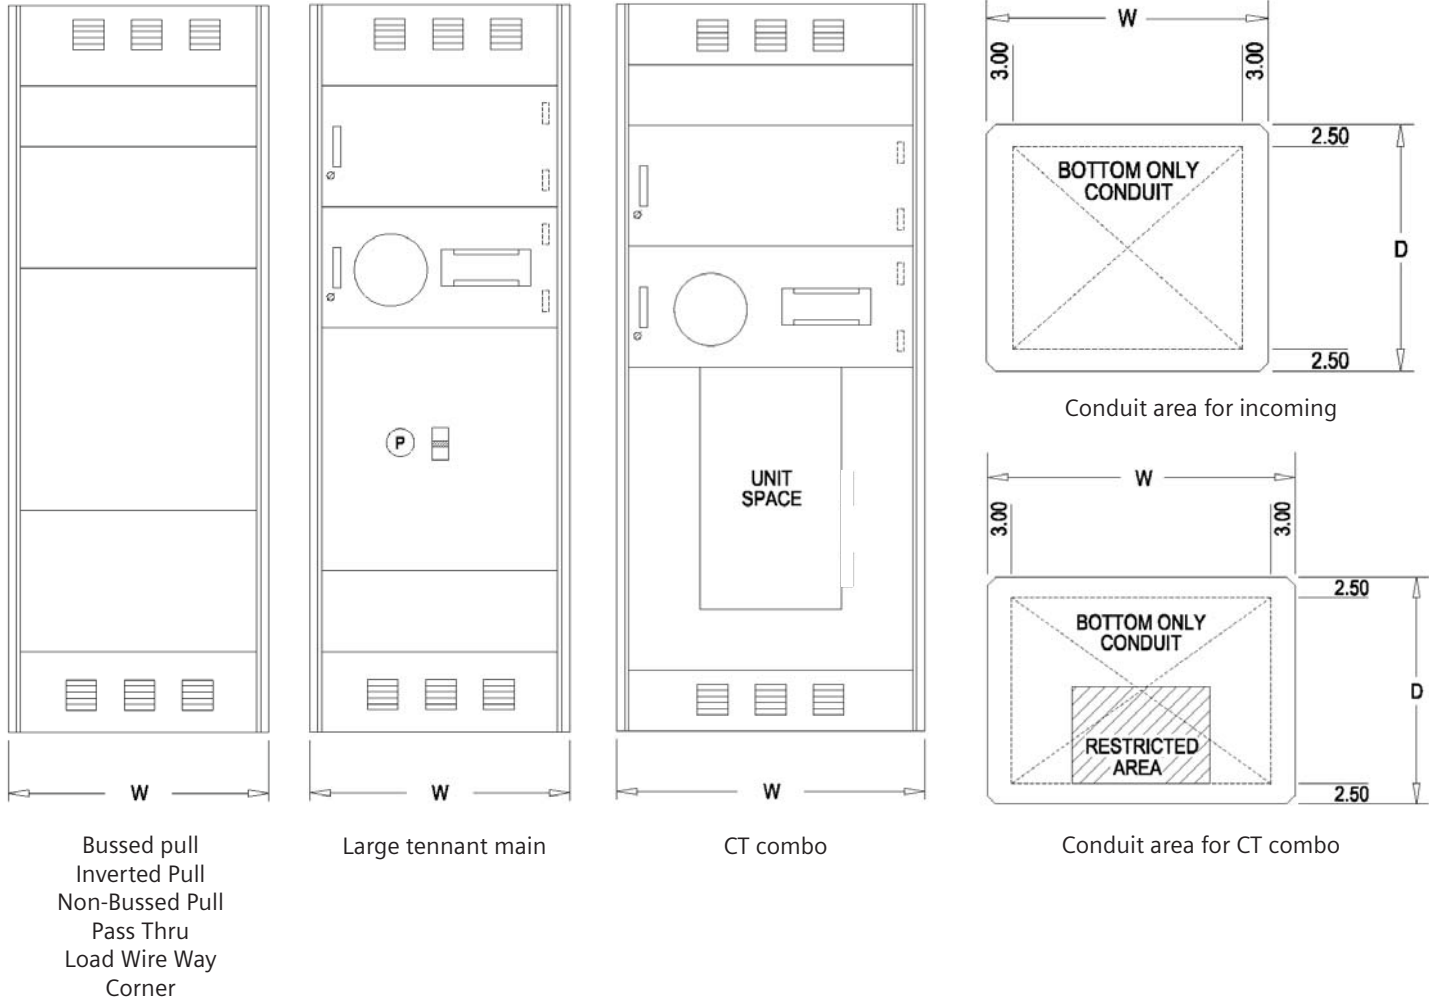 W
Bussed pull
Inverted Pull
Non-Bussed Pull
Pass Thru
Load Wire Way
Corner
P
W
Large tennant main
UNIT
SPACE
W
CT combo
W
3.00
3.00
2.50
BOTTOM ONLY
CONDUIT
D
2.50
Conduit area for incoming
W
3.00
3.00
2.50
BOTTOM ONLY
CONDUIT
D
RESTRICTED
AREA
2.50
Conduit area for CT combo